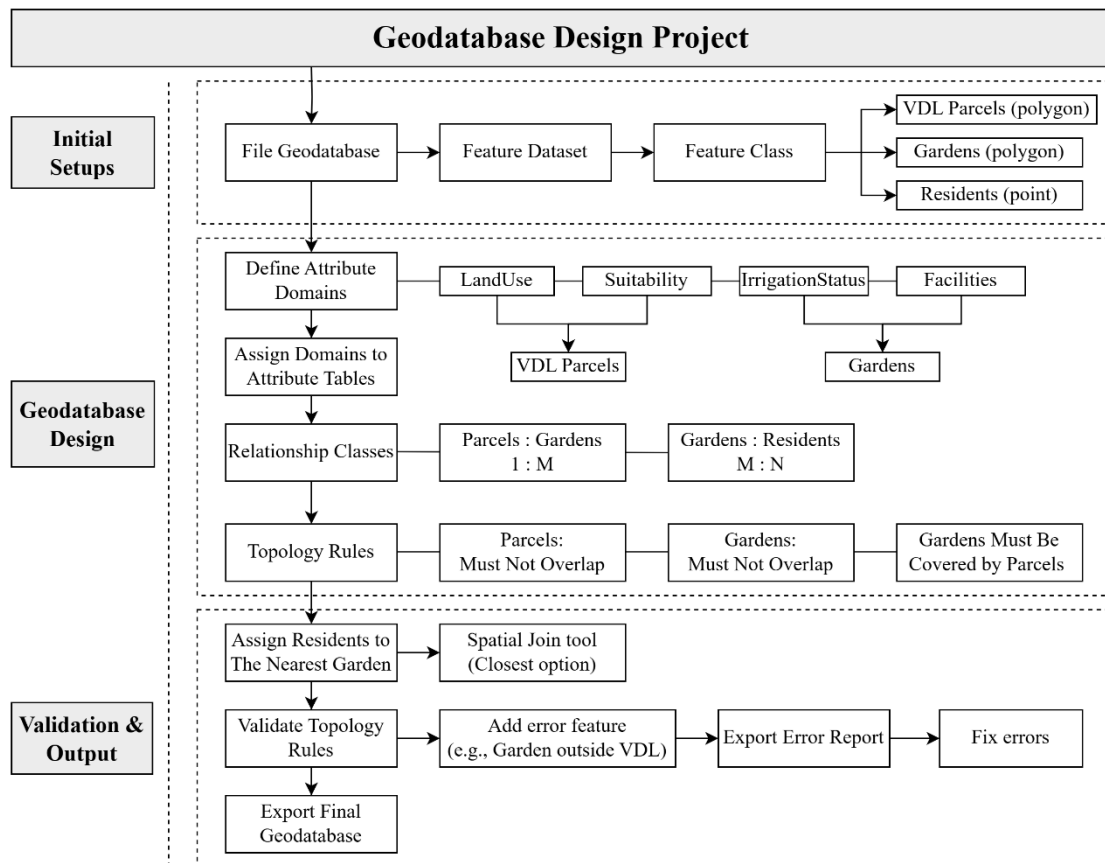 Geodatabase Design Project
Initial
Setups
File Geodatabase
Feature Dataset
Feature Class
VDL Parcels (polygon)
Gardens (polygon)
Residents (point)
Geodatabase
Design
Define Attribute
Domains
LandUse
Suitability
IrrigationStatus
Facilities
VDL Parcels
Gardens
Assign Domains to
Attribute Tables
Relationship Classes
Parcels : Gardens
1 : M
Gardens : Residents
M : N
Topology Rules
Parcels:
Must Not Overlap
Gardens:
Must Not Overlap
Gardens Must Be
Covered by Parcels
Validation &
Output
Assign Residents to
The Nearest Garden
Spatial Join tool
(Closest option)
Validate Topology
Rules
Add error feature
(e.g., Garden outside VDL)
Export Error Report
Fix errors
Export Final
Geodatabase